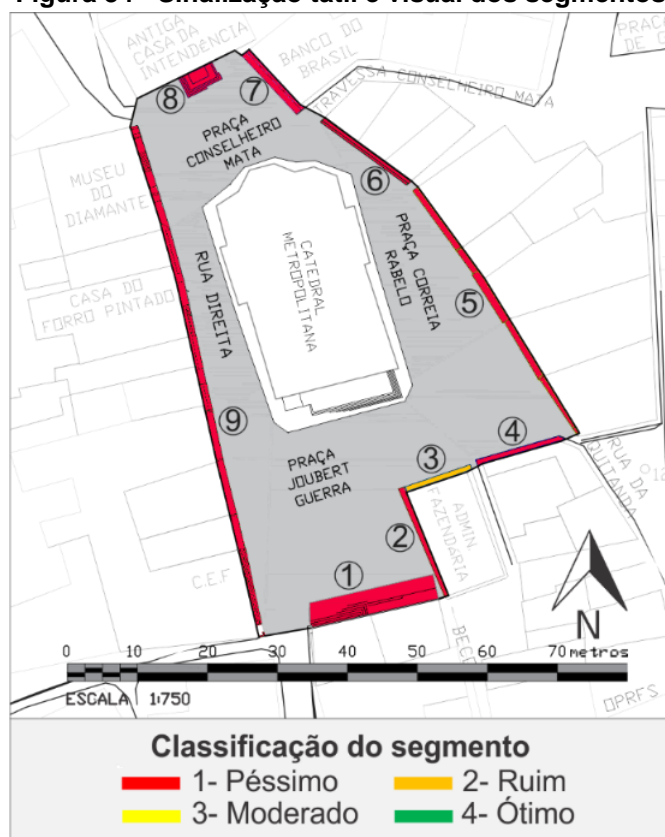 ANTIGA
CASA DA
INTENDÊNCIA
BANCO DO
BRASIL
PRAÇA
TRAVESSA CONSELHEIRO MATA
8
7
PRAÇA
CONSELHEIRO
MATA
6
MUSEU
DO
DIAMANTE
CATEDRAL
METROPOLITANA
PRAÇA CORREIA
RABELO
RUA DIREITA
CASA DO
FORRO PINTADO
5
9
4
3
PRAÇA
JOUBERT
GUERRA
RUA DA
QUITANDA
ADMIN.
FAZENDÁRIA
2
C.E.F
1
N
0 10 20 30 40 50 60 70 metros
ESCALA 1:750
OPRFS
Classificação do segmento
1- Péssimo 2- Ruim
3- Moderado 4- Ótimo